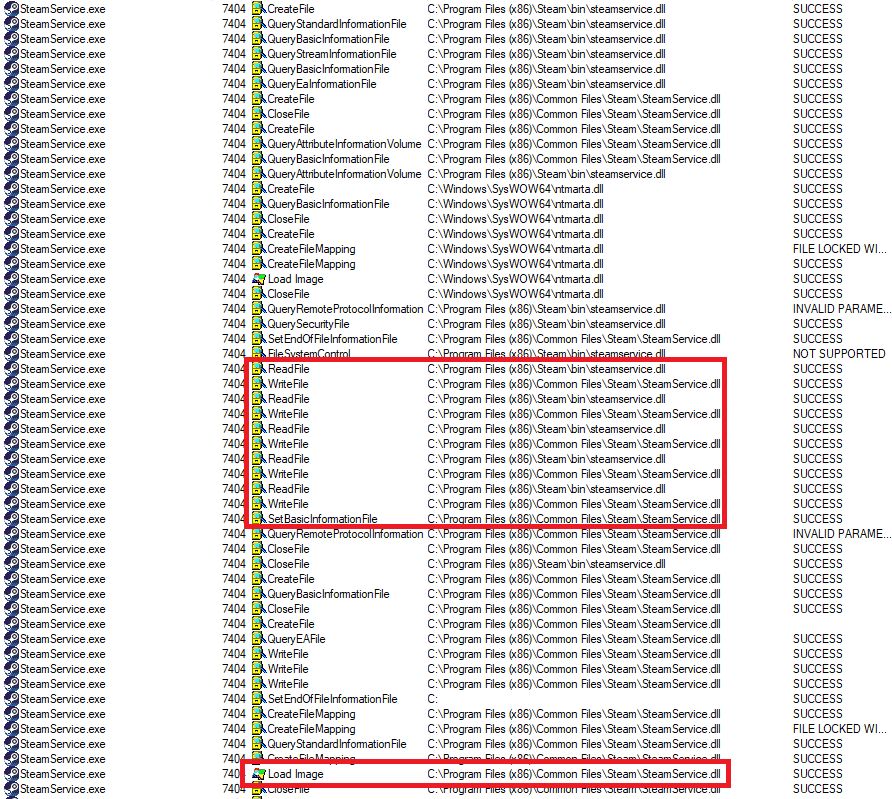 SteamService.exe 7404 CreateFile C:\Program Files (x86)\Steam\bin\steamservice.dll SUCCESS
SteamService.exe 7404 QueryStandardInformationFile C:\Program Files (x86)\Steam\bin\steamservice.dll SUCCESS
SteamService.exe 7404 QueryBasicInformationFile C:\Program Files (x86)\Steam\bin\steamservice.dll SUCCESS
SteamService.exe 7404 QueryStreamInformationFile C:\Program Files (x86)\Steam\bin\steamservice.dll SUCCESS
SteamService.exe 7404 QueryBasicInformationFile C:\Program Files (x86)\Steam\bin\steamservice.dll SUCCESS
SteamService.exe 7404 QueryEaInformationFile C:\Program Files (x86)\Steam\bin\steamservice.dll SUCCESS
SteamService.exe 7404 CreateFile C:\Program Files (x86)\Common Files\Steam\SteamService.dll SUCCESS
SteamService.exe 7404 CloseFile C:\Program Files (x86)\Common Files\Steam\SteamService.dll SUCCESS
SteamService.exe 7404 CreateFile C:\Program Files (x86)\Common Files\Steam\SteamService.dll SUCCESS
SteamService.exe 7404 QueryAttributeInformationVolume C:\Program Files (x86)\Common Files\Steam\SteamService.dll SUCCESS
SteamService.exe 7404 QueryBasicInformationFile C:\Program Files (x86)\Common Files\Steam\SteamService.dll SUCCESS
SteamService.exe 7404 QueryAttributeInformationVolume C:\Program Files (x86)\Steam\bin\steamservice.dll SUCCESS
SteamService.exe 7404 CreateFile C:\Windows\SysWOW64\ntmarta.dll SUCCESS
SteamService.exe 7404 QueryBasicInformationFile C:\Windows\SysWOW64\ntmarta.dll SUCCESS
SteamService.exe 7404 CloseFile C:\Windows\SysWOW64\ntmarta.dll SUCCESS
SteamService.exe 7404 CreateFile C:\Windows\SysWOW64\ntmarta.dll SUCCESS
SteamService.exe 7404 CreateFileMapping C:\Windows\SysWOW64\ntmarta.dll FILE LOCKED WI...
SteamService.exe 7404 CreateFileMapping C:\Windows\SysWOW64\ntmarta.dll SUCCESS
SteamService.exe 7404 Load Image C:\Windows\SysWOW64\ntmarta.dll SUCCESS
SteamService.exe 7404 CloseFile C:\Windows\SysWOW64\ntmarta.dll SUCCESS
SteamService.exe 7404 QueryRemoteProtocolInformation C:\Program Files (x86)\Steam\bin\steamservice.dll INVALID PARAME...
SteamService.exe 7404 QuerySecurityFile C:\Program Files (x86)\Steam\bin\steamservice.dll SUCCESS
SteamService.exe 7404 SetEndOfFileInformationFile C:\Program Files (x86)\Common Files\Steam\SteamService.dll SUCCESS
SteamService.exe 7404 FileSystemControl C:\Program Files (x86)\Steam\bin\steamservice.dll NOT SUPPORTED
SteamService.exe 7404 ReadFile C:\Program Files (x86)\Steam\bin\steamservice.dll SUCCESS
SteamService.exe 7404 WriteFile C:\Program Files (x86)\Common Files\Steam\SteamService.dll SUCCESS
SteamService.exe 7404 ReadFile C:\Program Files (x86)\Steam\bin\steamservice.dll SUCCESS
SteamService.exe 7404 WriteFile C:\Program Files (x86)\Common Files\Steam\SteamService.dll SUCCESS
SteamService.exe 7404 ReadFile C:\Program Files (x86)\Steam\bin\steamservice.dll SUCCESS
SteamService.exe 7404 WriteFile C:\Program Files (x86)\Common Files\Steam\SteamService.dll SUCCESS
SteamService.exe 7404 ReadFile C:\Program Files (x86)\Steam\bin\steamservice.dll SUCCESS
SteamService.exe 7404 WriteFile C:\Program Files (x86)\Common Files\Steam\SteamService.dll SUCCESS
SteamService.exe 7404 ReadFile C:\Program Files (x86)\Steam\bin\steamservice.dll SUCCESS
SteamService.exe 7404 WriteFile C:\Program Files (x86)\Common Files\Steam\SteamService.dll SUCCESS
SteamService.exe 7404 SetBasicInformationFile C:\Program Files (x86)\Common Files\Steam\SteamService.dll SUCCESS
SteamService.exe 7404 QueryRemoteProtocolInformation C:\Program Files (x86)\Common Files\Steam\SteamService.dll INVALID PARAME...
SteamService.exe 7404 CloseFile C:\Program Files (x86)\Common Files\Steam\SteamService.dll SUCCESS
SteamService.exe 7404 CloseFile C:\Program Files (x86)\Steam\bin\steamservice.dll SUCCESS
SteamService.exe 7404 CreateFile C:\Program Files (x86)\Common Files\Steam\SteamService.dll SUCCESS
SteamService.exe 7404 QueryBasicInformationFile C:\Program Files (x86)\Common Files\Steam\SteamService.dll SUCCESS
SteamService.exe 7404 CloseFile C:\Program Files (x86)\Common Files\Steam\SteamService.dll SUCCESS
SteamService.exe 7404 CreateFile C:\Program Files (x86)\Common Files\Steam\SteamService.dll
SteamService.exe 7404 QueryEAFile C:\Program Files (x86)\Common Files\Steam\SteamService.dll SUCCESS
SteamService.exe 7404 WriteFile C:\Program Files (x86)\Common Files\Steam\SteamService.dll SUCCESS
SteamService.exe 7404 WriteFile C:\Program Files (x86)\Common Files\Steam\SteamService.dll SUCCESS
SteamService.exe 7404 WriteFile C:\Program Files (x86)\Common Files\Steam\SteamService.dll SUCCESS
SteamService.exe 7404 SetEndOfFileInformationFile C: SUCCESS
SteamService.exe 7404 CreateFileMapping C:\Program Files (x86)\Common Files\Steam\SteamService.dll SUCCESS
SteamService.exe 7404 CreateFileMapping C:\Program Files (x86)\Common Files\Steam\SteamService.dll FILE LOCKED WI...
SteamService.exe 7404 QueryStandardInformationFile C:\Program Files (x86)\Common Files\Steam\SteamService.dll SUCCESS
SteamService.exe 7404 CreateFileMapping C:\Program Files (x86)\Common Files\Steam\SteamService.dll SUCCESS
SteamService.exe 7404 Load Image C:\Program Files (x86)\Common Files\Steam\SteamService.dll SUCCESS
SteamService.exe 7404 CloseFile C:\Program Files (x86)\Common Files\Steam\SteamService.dll SUCCESS